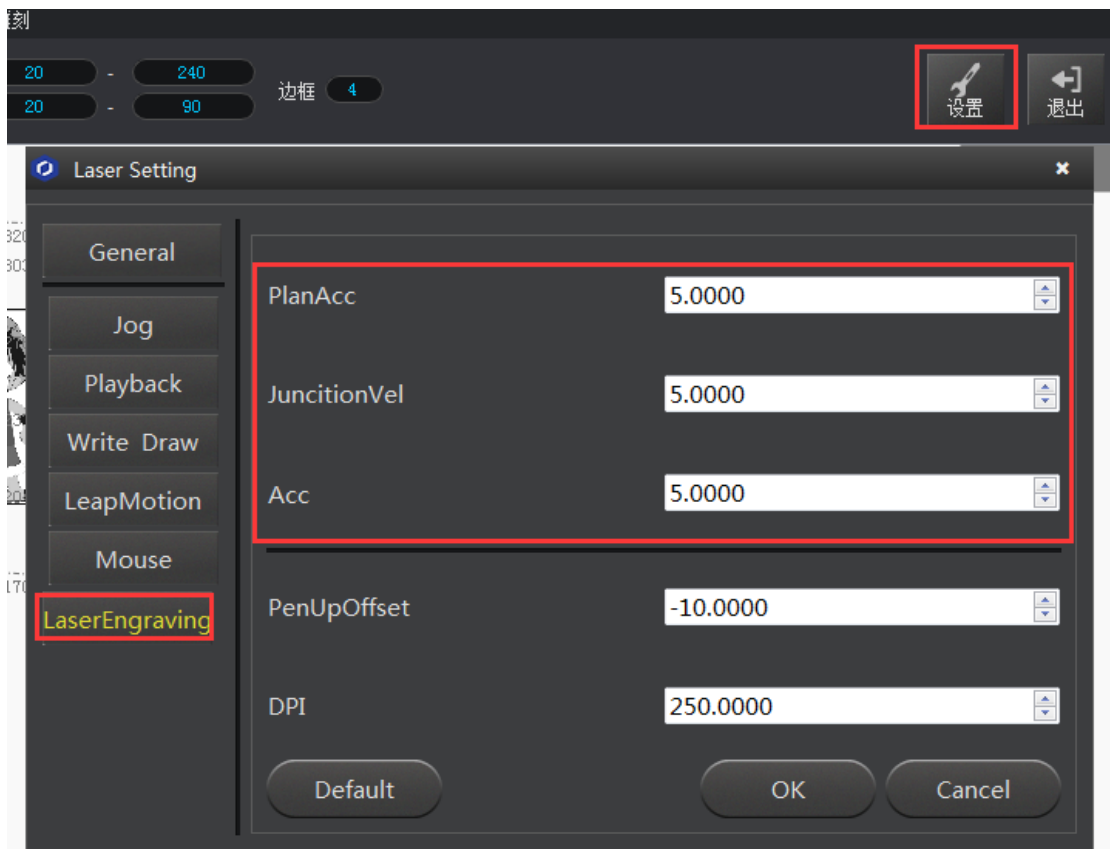 刻
20 - 240
20 - 90
边框 4
设置
退出
Laser Setting
General
Jog
Playback
Write Draw
LeapMotion
Mouse
LaserEngraving
PlanAcc 5.0000
JuncitionVel 5.0000
Acc 5.0000
PenUpOffset -10.0000
DPI 250.0000
Default OK Cancel